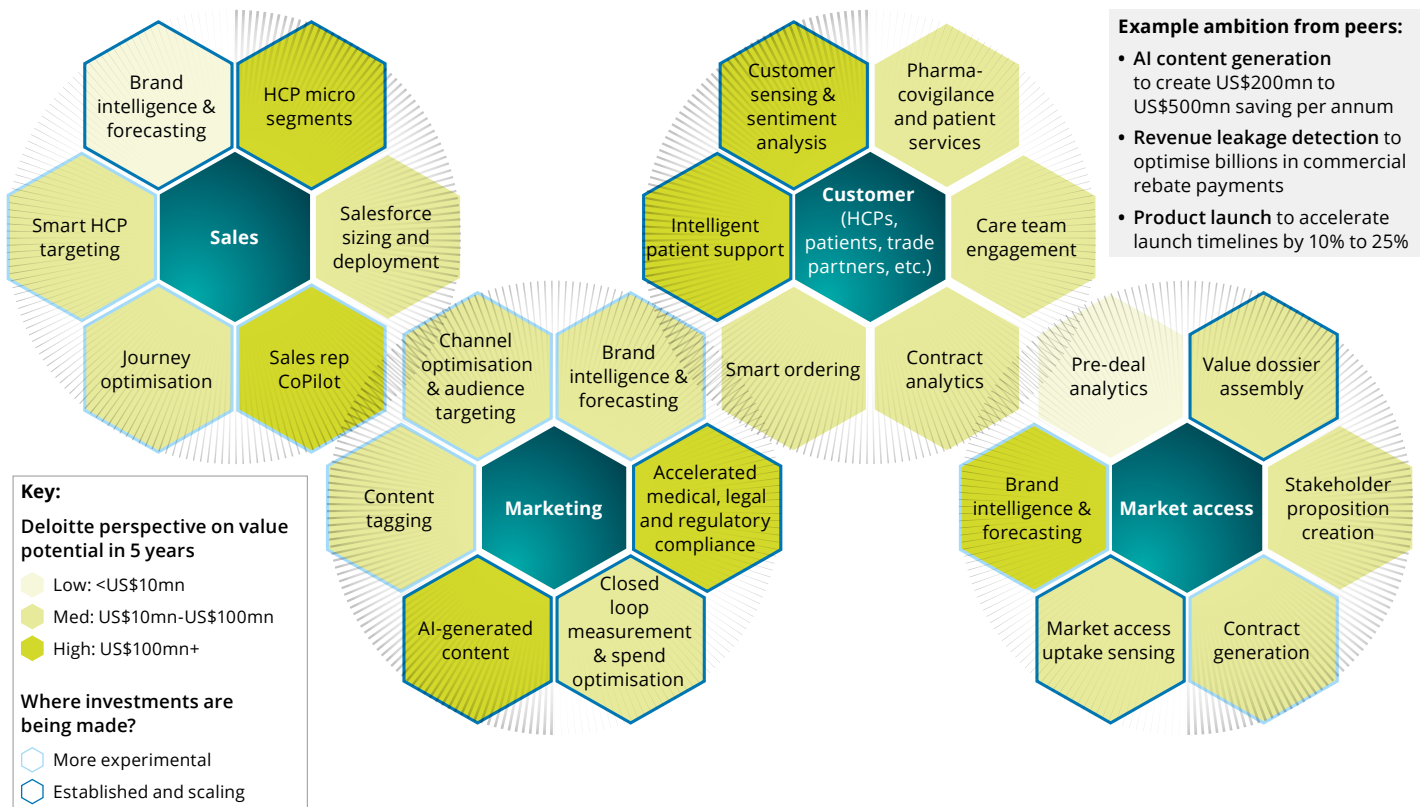 Brand
intelligence &
forecasting
HCP micro
segments
Smart HCP
targeting
Sales
Salesforce
sizing and
deployment
Journey
optimisation
Sales rep
CoPilot
Customer
sensing &
sentiment
analysis
Pharma-
covigilance
and patient
services
Intelligent
patient support
Customer
(HCPs,
patients, trade
partners, etc.)
Care team
engagement
Smart ordering
Contract
analytics
Example ambition from peers:
• AI content generation
to create US$200mn to
US$500mn saving per annum
• Revenue leakage detection to
optimise billions in commercial
rebate payments
• Product launch to accelerate
launch timelines by 10% to 25%
Channel
optimisation
& audience
targeting
Brand
intelligence &
forecasting
Content
tagging
Marketing
Accelerated
medical, legal
and regulatory
compliance
AI-generated
content
Closed
loop
measurement
& spend
optimisation
Pre-deal
analytics
Value dossier
assembly
Brand
intelligence &
forecasting
Market access
Stakeholder
proposition
creation
Market access
uptake sensing
Contract
generation
Key:
Deloitte perspective on value
potential in 5 years
Low: <US$10mn
Med: US$10mn-US$100mn
High: US$100mn+
Where investments are
being made?
More experimental
Established and scaling